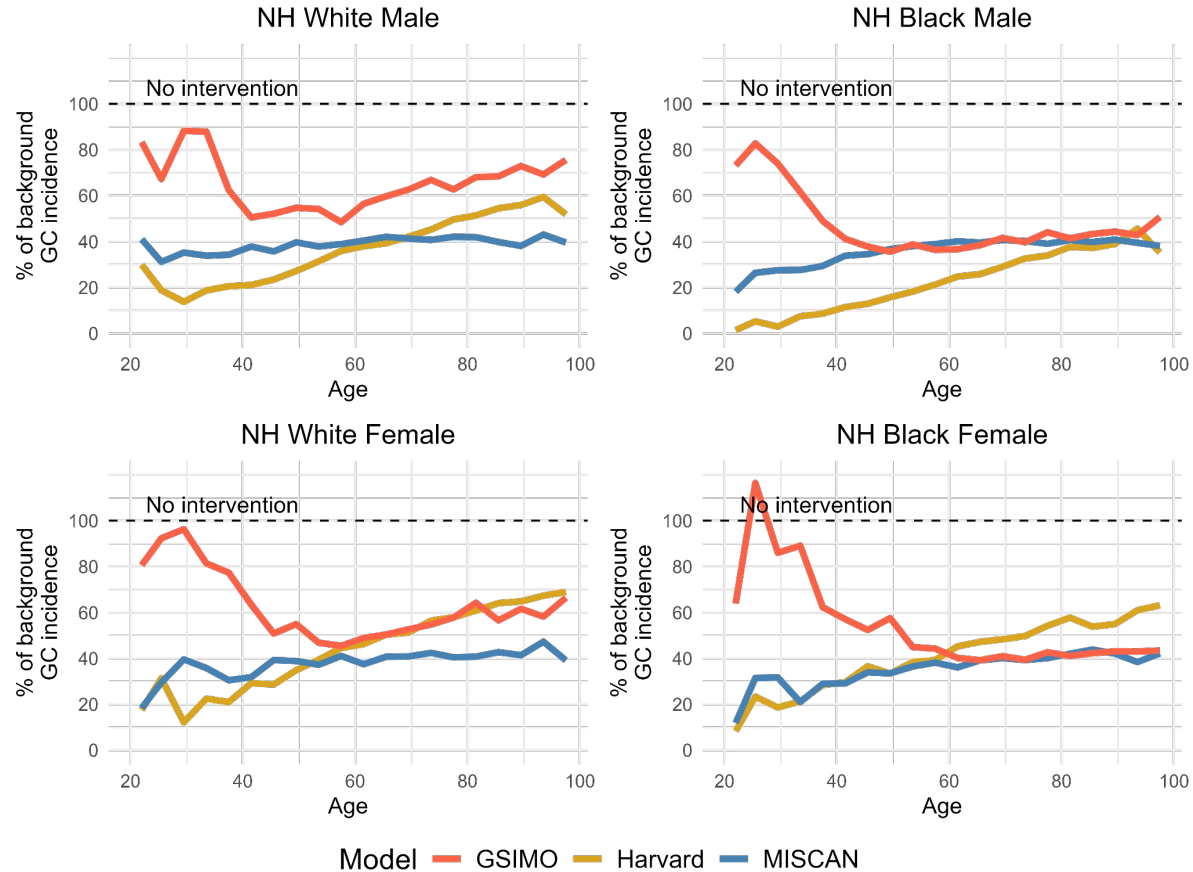 NH White Male
NH Black Male
% of background
GC incidence
100
80
60
40
20
0
No intervention
20
40
60
80
100
Age
% of background
GC incidence
100
80
60
40
20
0
No intervention
20
40
60
80
100
Age
NH White Female
NH Black Female
% of background
GC incidence
100
80
60
40
20
0
No intervention
20
40
60
80
100
Age
% of background
GC incidence
100
80
60
40
20
0
No intervention
20
40
60
80
100
Age
Model GSIMO Harvard MISCAN